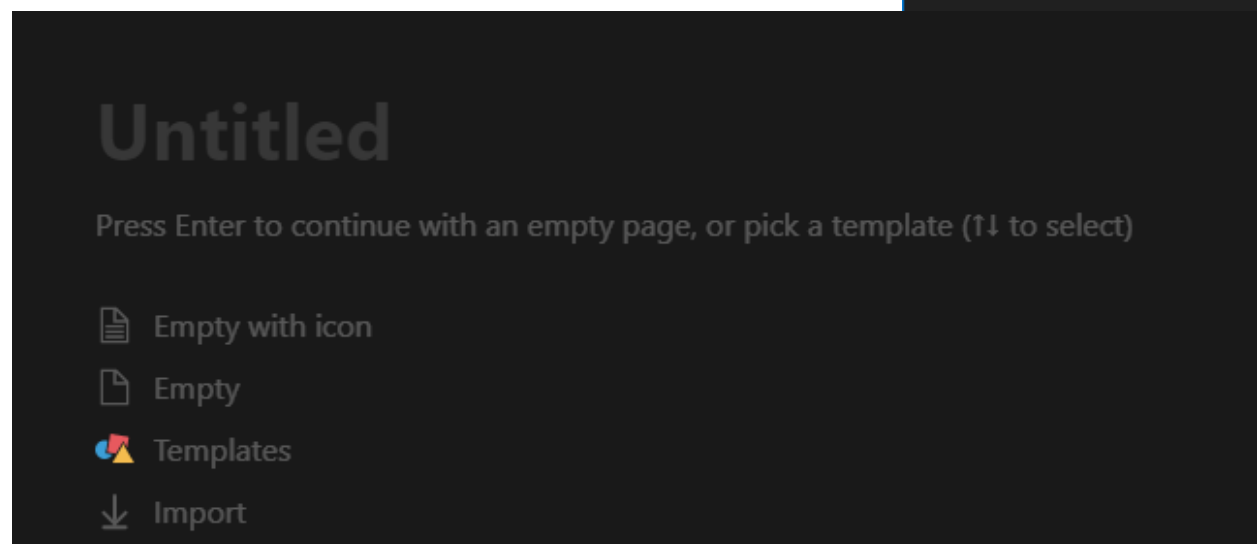 Untitled
Press Enter to continue with an empty page, or pick a template (↑↓ to select)
Empty with icon
Empty
Templates
Import